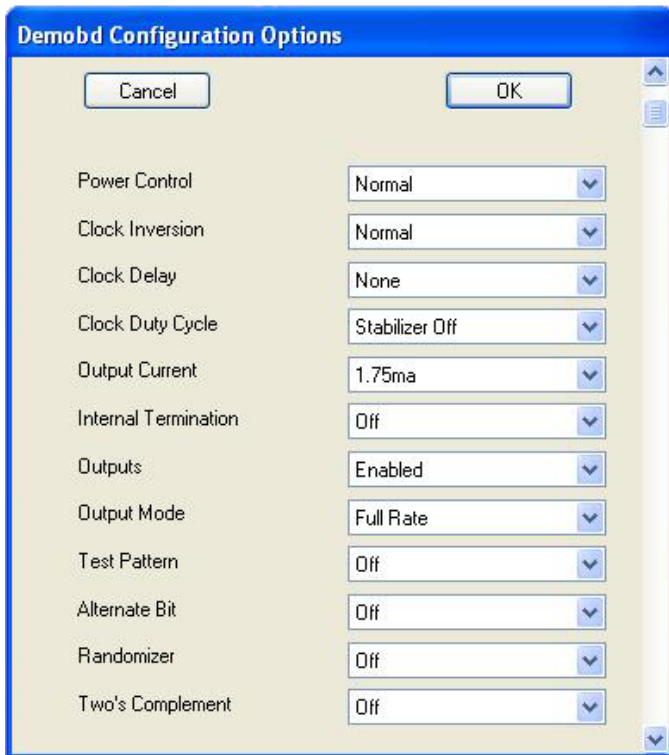 Demobd Configuration Options
Cancel OK
Power Control Normal
Clock Inversion Normal
Clock Delay None
Clock Duty Cycle Stabilizer Off
Output Current 1.75ma
Internal Termination Off
Outputs Enabled
Output Mode Full Rate
Test Pattern Off
Alternate Bit Off
Randomizer Off
Two's Complement Off